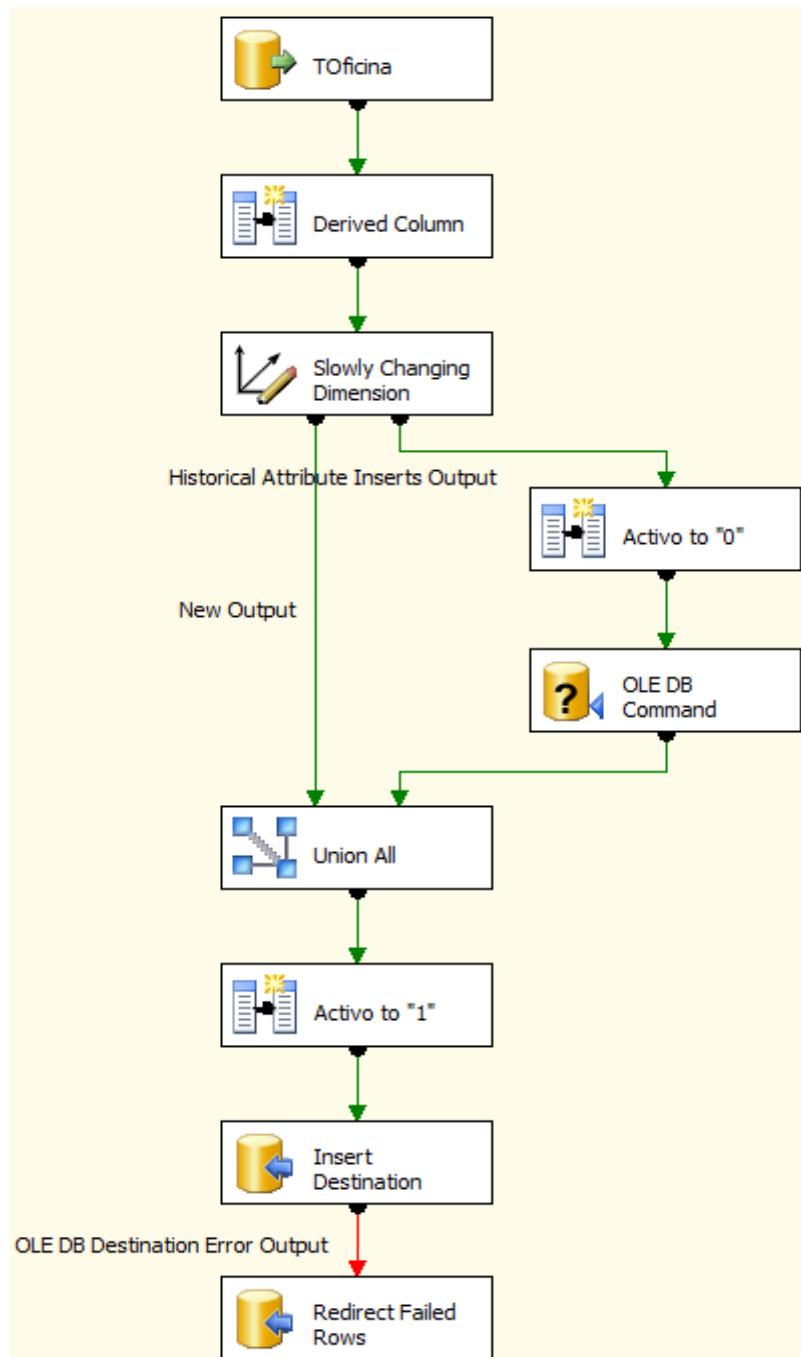 TOficina
Derived Column
Slowly Changing
Dimension
Historical Attribute Inserts Output
Activo to "0"
New Output
OLE DB
Command
Union All
Activo to "1"
Insert
Destination
OLE DB Destination Error Output
Redirect Failed
Rows